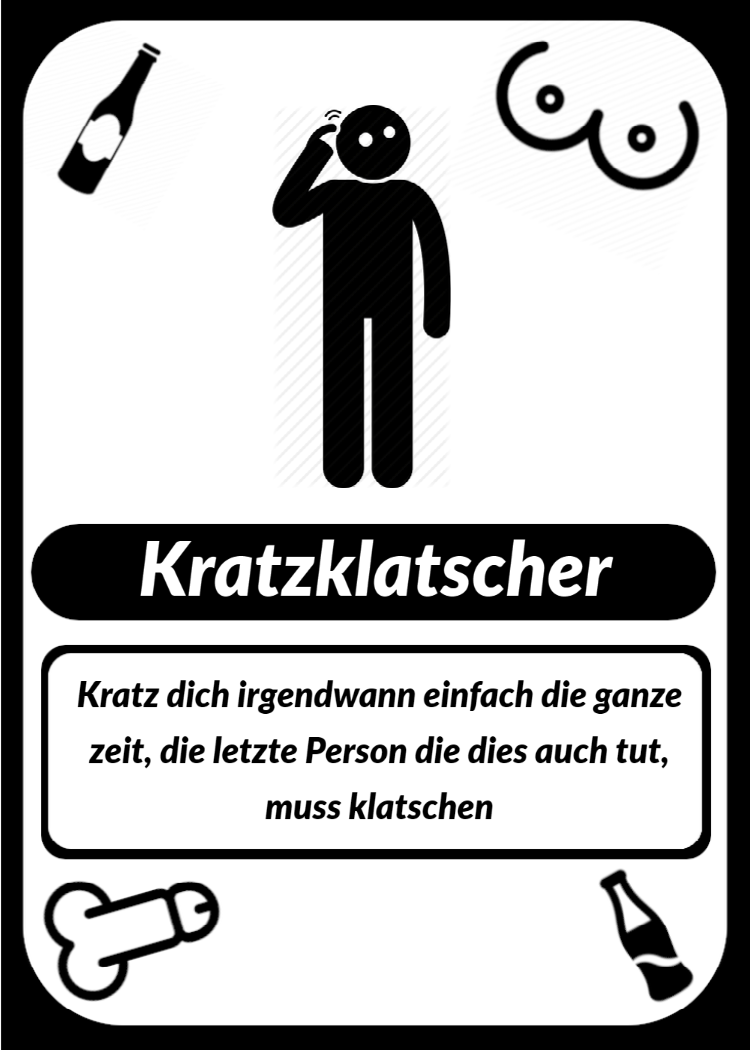 Kratzklatscher
Kratz dich irgendwann einfach die ganze
zeit, die letzte Person die dies auch tut,
muss klatschen